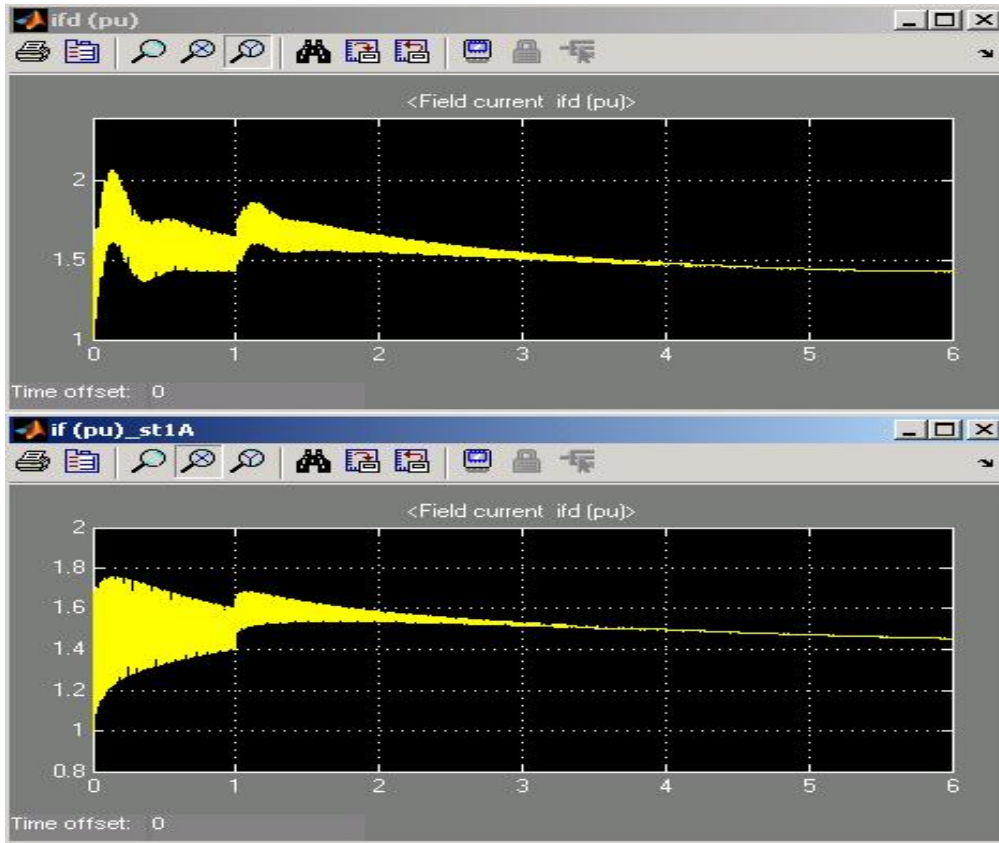 ifd (pu)
<Field current ifd (pu)>
2
1.5
1
0 1 2 3 4 5 6
Time offset: 0
if (pu)_st1A
<Field current ifd (pu)>
2
1.8
1.6
1.4
1.2
1
0.8
0 1 2 3 4 5 6
Time offset: 0